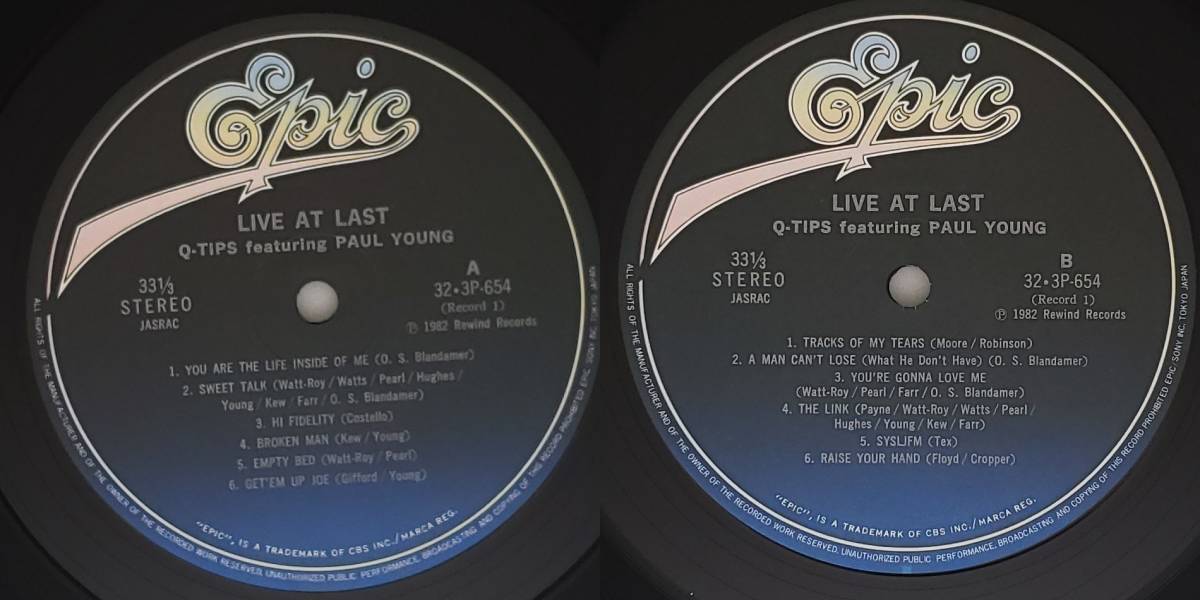 Epic
LIVE AT LAST
Q-TIPS featuring PAUL YOUNG
33⅓
STEREO
JASRAC
A
32・3P-654
(Record 1)
Ⓟ 1982 Rewind Records
1. YOU ARE THE LIFE INSIDE OF ME (O. S. Blandamer)
2. SWEET TALK (Watt-Roy / Watts / Pearl / Hughes /
Young / Kew / Farr / O. S. Blandamer)
3. HI FIDELITY (Costello)
4. BROKEN MAN (Kew / Young)
5. EMPTY BED (Watt-Roy / Pearl)
6. GET'EM UP JOE (Gifford / Young)
"EPIC", IS A TRADEMARK OF CBS INC./MARCA REG.
ALL RIGHTS OF THE MANUFACTURER AND OF THE OWNER OF THE RECORDED WORK RESERVED. UNAUTHORIZED PUBLIC PERFORMANCE, BROADCASTING AND COPYING OF THIS RECORD PROHIBITED EPIC・SONY INC. TOKYO JAPAN
Epic
LIVE AT LAST
Q-TIPS featuring PAUL YOUNG
33⅓
STEREO
JASRAC
B
32・3P-654
(Record 1)
Ⓟ 1982 Rewind Records
1. TRACKS OF MY TEARS (Moore / Robinson)
2. A MAN CAN'T LOSE (What He Don't Have) (O. S. Blandamer)
3. YOU'RE GONNA LOVE ME
(Watt-Roy / Pearl / Farr / O. S. Blandamer)
4. THE LINK (Payne / Watt-Roy / Watts / Pearl /
Hughes / Young / Kew / Farr)
5. SYSLJFM (Tex)
6. RAISE YOUR HAND (Floyd / Cropper)
"EPIC", IS A TRADEMARK OF CBS INC./MARCA REG.
ALL RIGHTS OF THE MANUFACTURER AND OF THE OWNER OF THE RECORDED WORK RESERVED. UNAUTHORIZED PUBLIC PERFORMANCE, BROADCASTING AND COPYING OF THIS RECORD PROHIBITED EPIC・SONY INC. TOKYO JAPAN